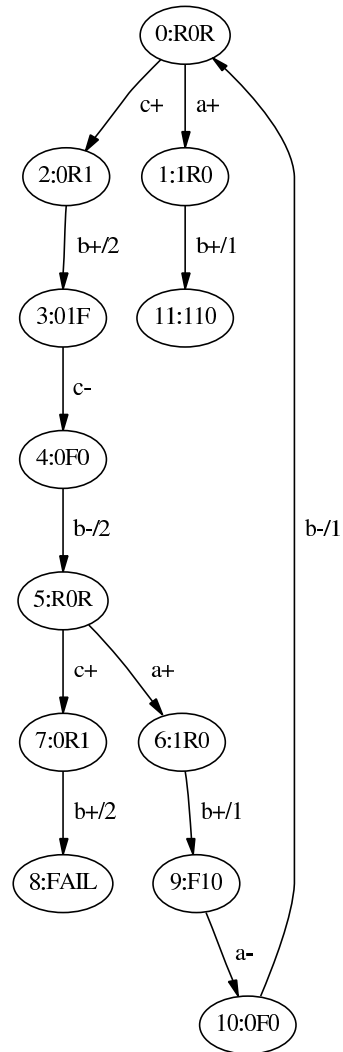 0:R0R
c+ a+
2:0R1 1:1R0
b+/2 b+/1
3:01F 11:110
c-
4:0F0
b-/2 b-/1
5:R0R
c+ a+
7:0R1 6:1R0
b+/2 b+/1
8:FAIL 9:F10
a-
10:0F0